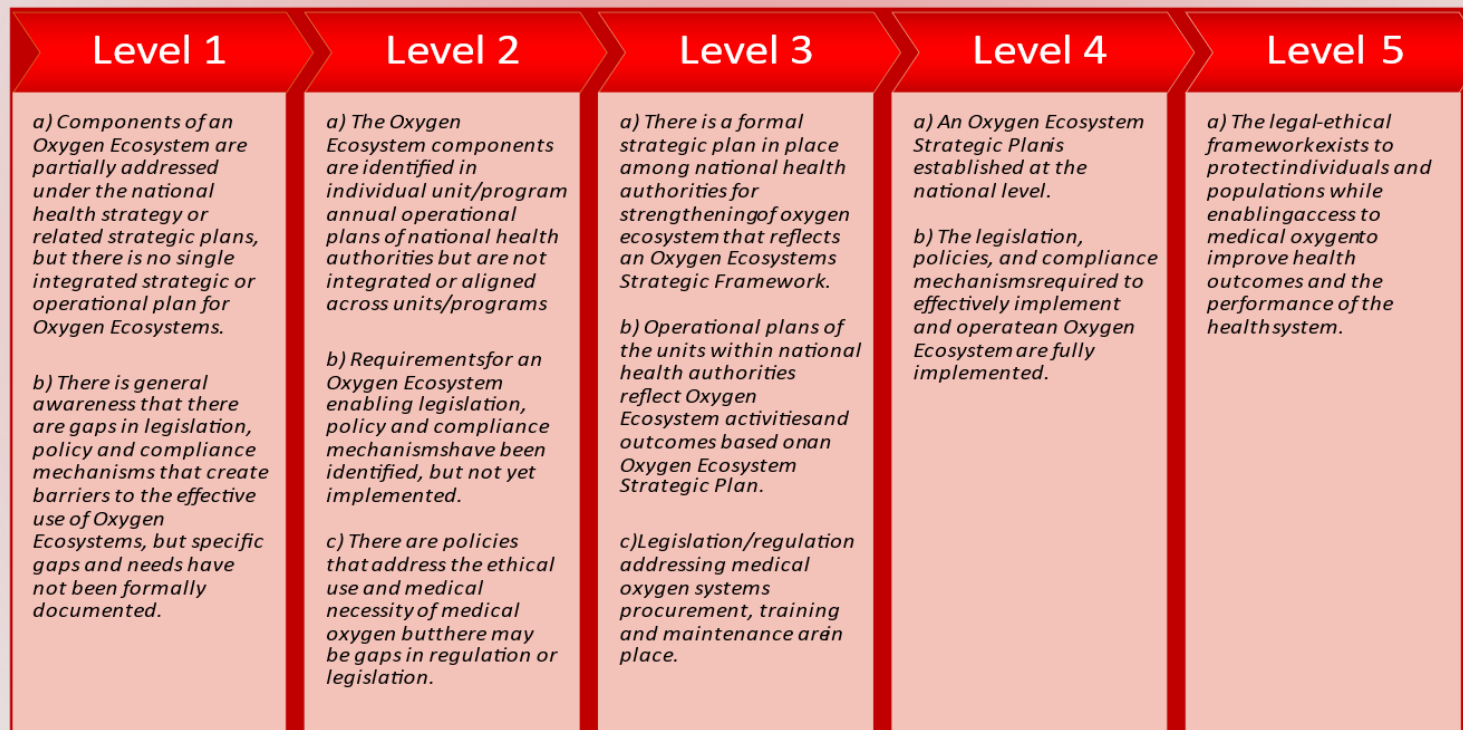 Level 1
a) Components of an
Oxygen Ecosystem are
partially addressed
under the national
health strategy or
related strategic plans,
but there is no single
integrated strategic or
operational plan for
Oxygen Ecosystems.
b) There is general
awareness that there
are gaps in legislation,
policy and compliance
mechanisms that create
barriers to the effective
use of Oxygen
Ecosystems, but specific
gaps and needs have
not been formally
documented.
Level 2
a) The Oxygen
Ecosystem components
are identified in
individual unit/program
annual operational
plans of national health
authorities but are not
integrated or aligned
across units/programs
b) Requirementsfor an
Oxygen Ecosystem
enabling legislation,
policy and compliance
mechanismshave been
identified, but not yet
implemented.
c) There are policies
that address the ethical
use and medical
necessity of medical
oxygen butthere may
be gaps in regulation or
legislation.
Level 3
a) There is a formal
strategic plan in place
among national health
authorities for
strengtheningof oxygen
ecosystem that reflects
an Oxygen Ecosystems
Strategic Framework.
b) Operational plans of
the units within national
health authorities
reflect Oxygen
Ecosystem activitiesand
outcomes based onan
Oxygen Ecosystem
Strategic Plan.
c)Legislation/regulation
addressing medical
oxygen systems
procurement, training
and maintenance arein
place.
Level 4
a) An Oxygen Ecosystem
Strategic Planis
established at the
national level.
b) The legislation,
policies, and compliance
mechanismsrequired to
effectively implement
and operatean Oxygen
Ecosystem are fully
implemented.
Level 5
a) The legal-ethical
frameworkexists to
protectindividuals and
populations while
enablingaccess to
medical oxygento
improve health
outcomes and the
performance of the
healthsystem.